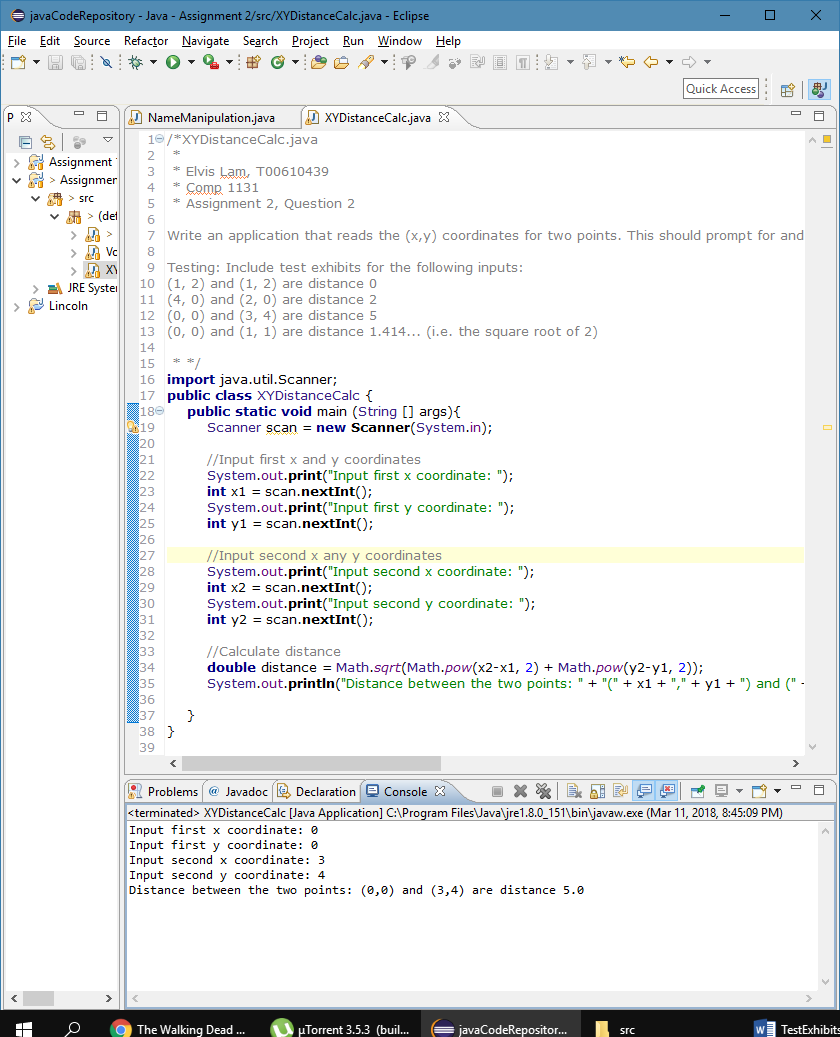 javaCodeRepository - Java - Assignment 2/src/XYDistanceCalc.java - Eclipse
File Edit Source Refactor Navigate Search Project Run Window Help
Quick Access
P
NameManipulation.java
XYDistanceCalc.java
Assignment
> Assignmen
> src
> (def
>
> Vo
XY
JRE Syste
Lincoln
1 /*XYDistanceCalc.java
2 *
3 * Elvis Lam, T00610439
4 * Comp 1131
5 * Assignment 2, Question 2
6
7 Write an application that reads the (x,y) coordinates for two points. This should prompt for and
8
9 Testing: Include test exhibits for the following inputs:
10 (1, 2) and (1, 2) are distance 0
11 (4, 0) and (2, 0) are distance 2
12 (0, 0) and (3, 4) are distance 5
13 (0, 0) and (1, 1) are distance 1.414... (i.e. the square root of 2)
14
15 * */
16 import java.util.Scanner;
17 public class XYDistanceCalc {
18 public static void main (String [] args){
19 Scanner scan = new Scanner(System.in);
20
21 //Input first x and y coordinates
22 System.out.print("Input first x coordinate: ");
23 int x1 = scan.nextInt();
24 System.out.print("Input first y coordinate: ");
25 int y1 = scan.nextInt();
26
27 //Input second x any y coordinates
28 System.out.print("Input second x coordinate: ");
29 int x2 = scan.nextInt();
30 System.out.print("Input second y coordinate: ");
31 int y2 = scan.nextInt();
32
33 //Calculate distance
34 double distance = Math.sqrt(Math.pow(x2-x1, 2) + Math.pow(y2-y1, 2));
35 System.out.println("Distance between the two points: " + "(" + x1 + "," + y1 + ") and (" +
36
37 }
38 }
39
Problems @ Javadoc Declaration Console
<terminated> XYDistanceCalc [Java Application] C:\Program Files\Java\jre1.8.0_151\bin\javaw.exe (Mar 11, 2018, 8:45:09 PM)
Input first x coordinate: 0
Input first y coordinate: 0
Input second x coordinate: 3
Input second y coordinate: 4
Distance between the two points: (0,0) and (3,4) are distance 5.0
The Walking Dead ...
µTorrent 3.5.3 (buil...
javaCodeRepositor...
src
TestExhibits